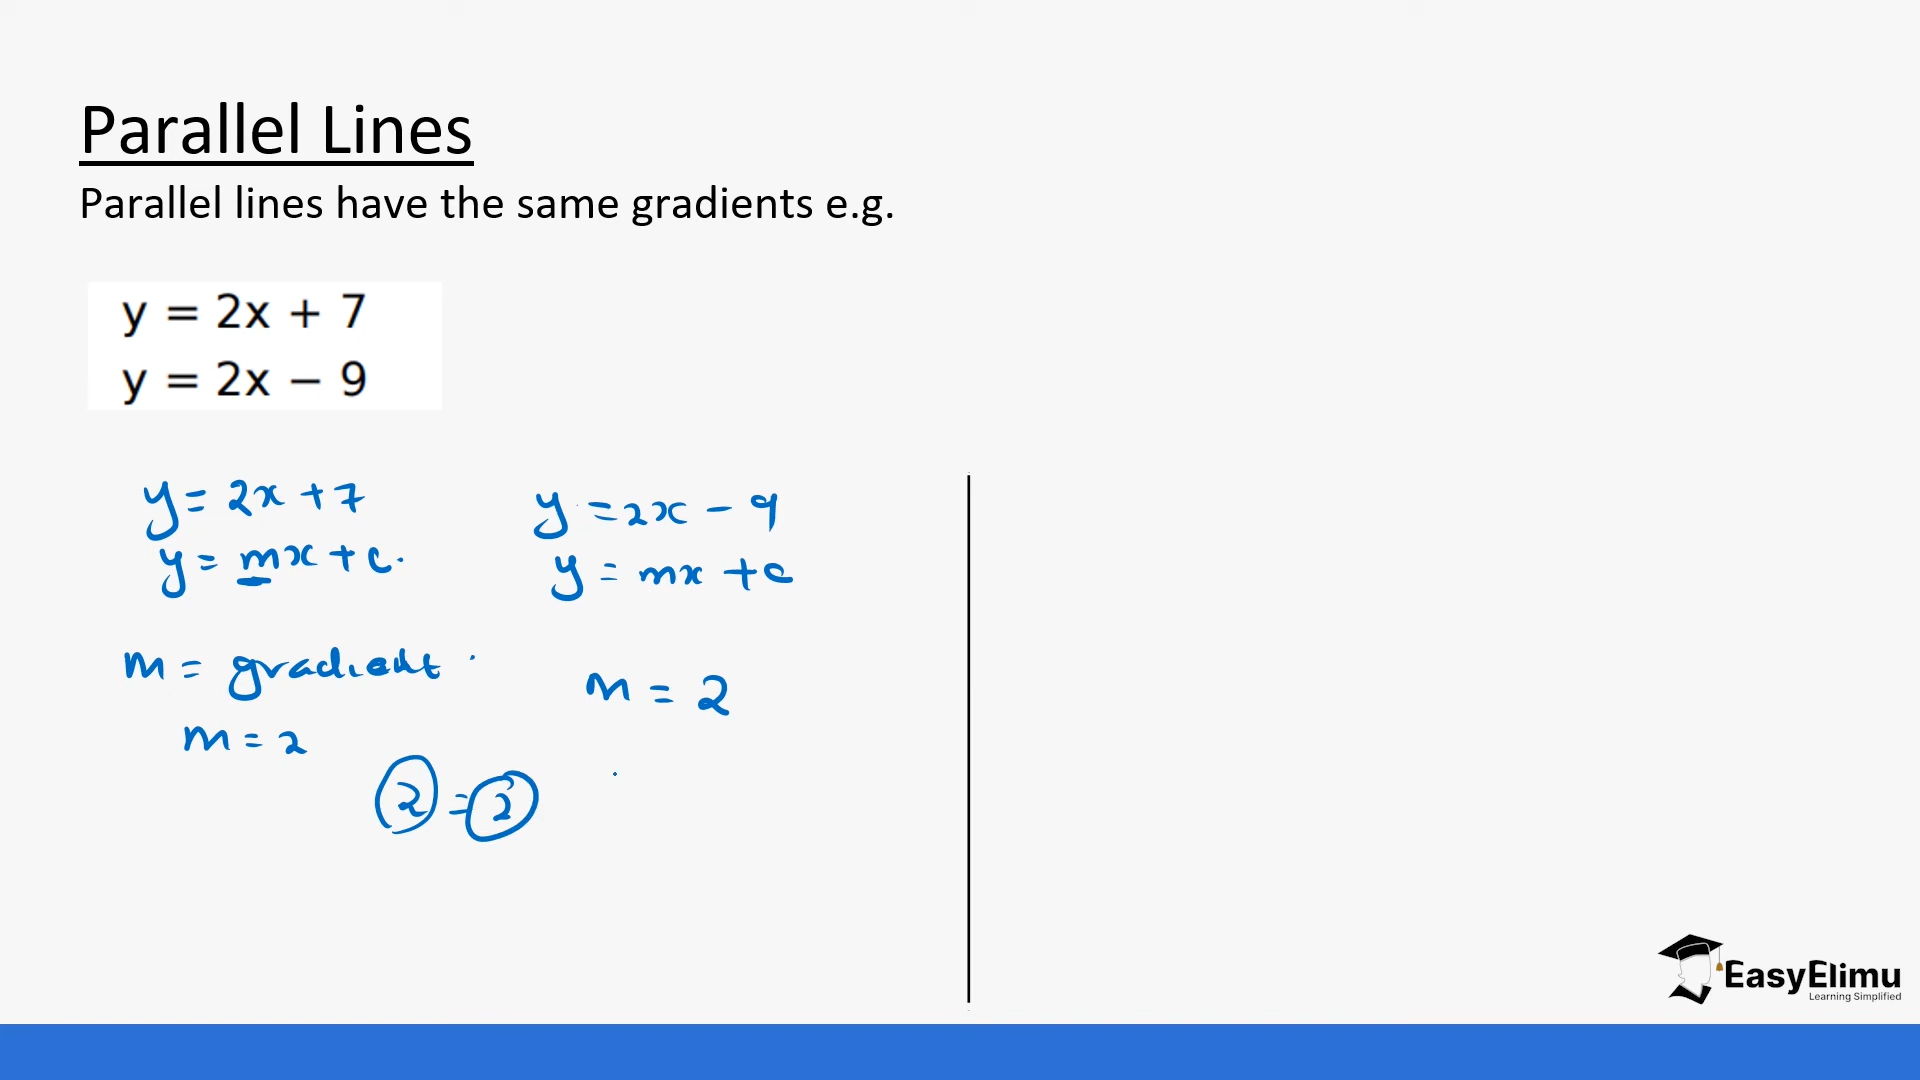 Parallel Lines
Parallel lines have the same gradients e.g.
y = 2x + 7
y = 2x − 9
y = 2x + 7
y = mx + c.
m = gradient
m = 2
y = 2x - 9
y = mx + c
m = 2
2 = 2
EasyElimu
Learning Simplified